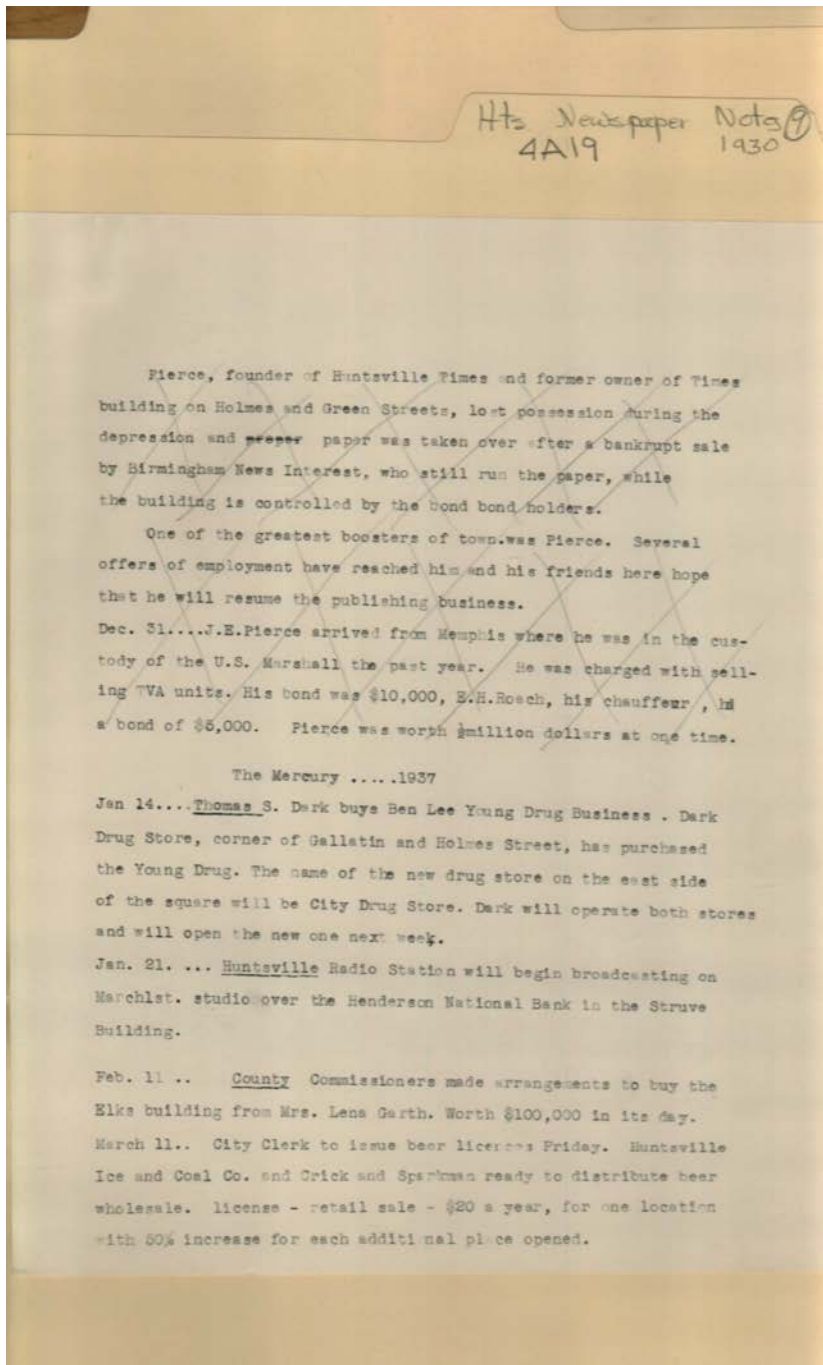 Hts Newspaper Notes 9
4A19 1930
Pierce, founder of Huntsville Times and former owner of Times
building on Holmes and Green Streets, lost possession during the
depression and preper paper was taken over after a bankrupt sale
by Birmingham News Interest, who still run the paper, while
the building is controlled by the bond bond holders.
One of the greatest boosters of town.was Pierce. Several
offers of employment have reached him and his friends here hope
that he will resume the publishing business.
Dec. 31....J.E.Pierce arrived from Memphis where he was in the cus-
tody of the U.S. Marshall the past year. He was charged with sell-
ing TVA units. His bond was $10,000, E.H.Roach, his chauffeur , hd
a bond of $5,000. Pierce was worth ½million dollars at one time.
The Mercury .....1937
Jan 14....Thomas S. Dark buys Ben Lee Young Drug Business . Dark
Drug Store, corner of Gallatin and Holmes Street, has purchased
the Young Drug. The name of the new drug store on the east side
of the square will be City Drug Store. Dark will operate both stores
and will open the new one next week.
Jan. 21. ... Huntsville Radio Station will begin broadcasting on
March1st. studio over the Henderson National Bank in the Struve
Building.
Feb. 11 .. County Commissioners made arrangements to buy the
Elks building from Mrs. Lena Garth. Worth $100,000 in its day.
March 11.. City Clerk to issue beer licenses Friday. Huntsville
Ice and Coal Co. and Crick and Sparkman ready to distribute beer
wholesale. license - retail sale - $20 a year, for one location
with 50% increase for each additional place opened.